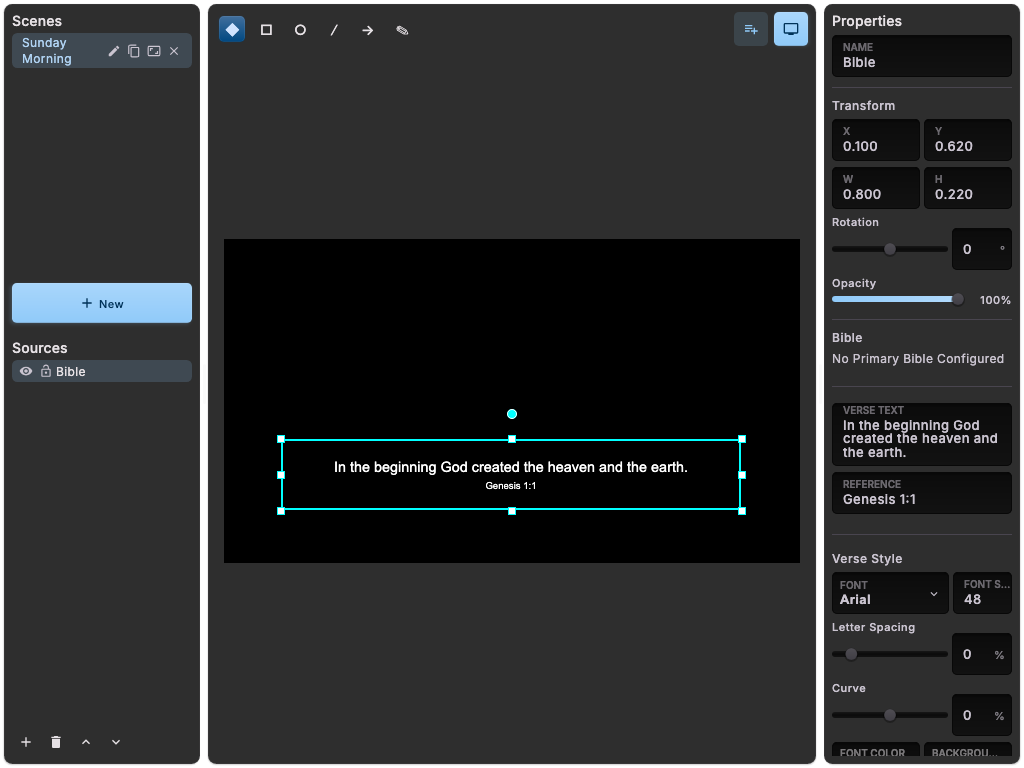 Scenes
Sunday
Morning
New
Sources
Bible
In the beginning God created the heaven and the earth.
Genesis 1:1
Properties
NAME
Bible
Transform
X
0.100
Y
0.620
W
0.800
H
0.220
Rotation
0 °
Opacity
100%
Bible
No Primary Bible Configured
VERSE TEXT
In the beginning God
created the heaven and
the earth.
REFERENCE
Genesis 1:1
Verse Style
FONT
Arial
FONT S...
48
Letter Spacing
0 %
Curve
0 %
FONT COLOR
BACKGROU...